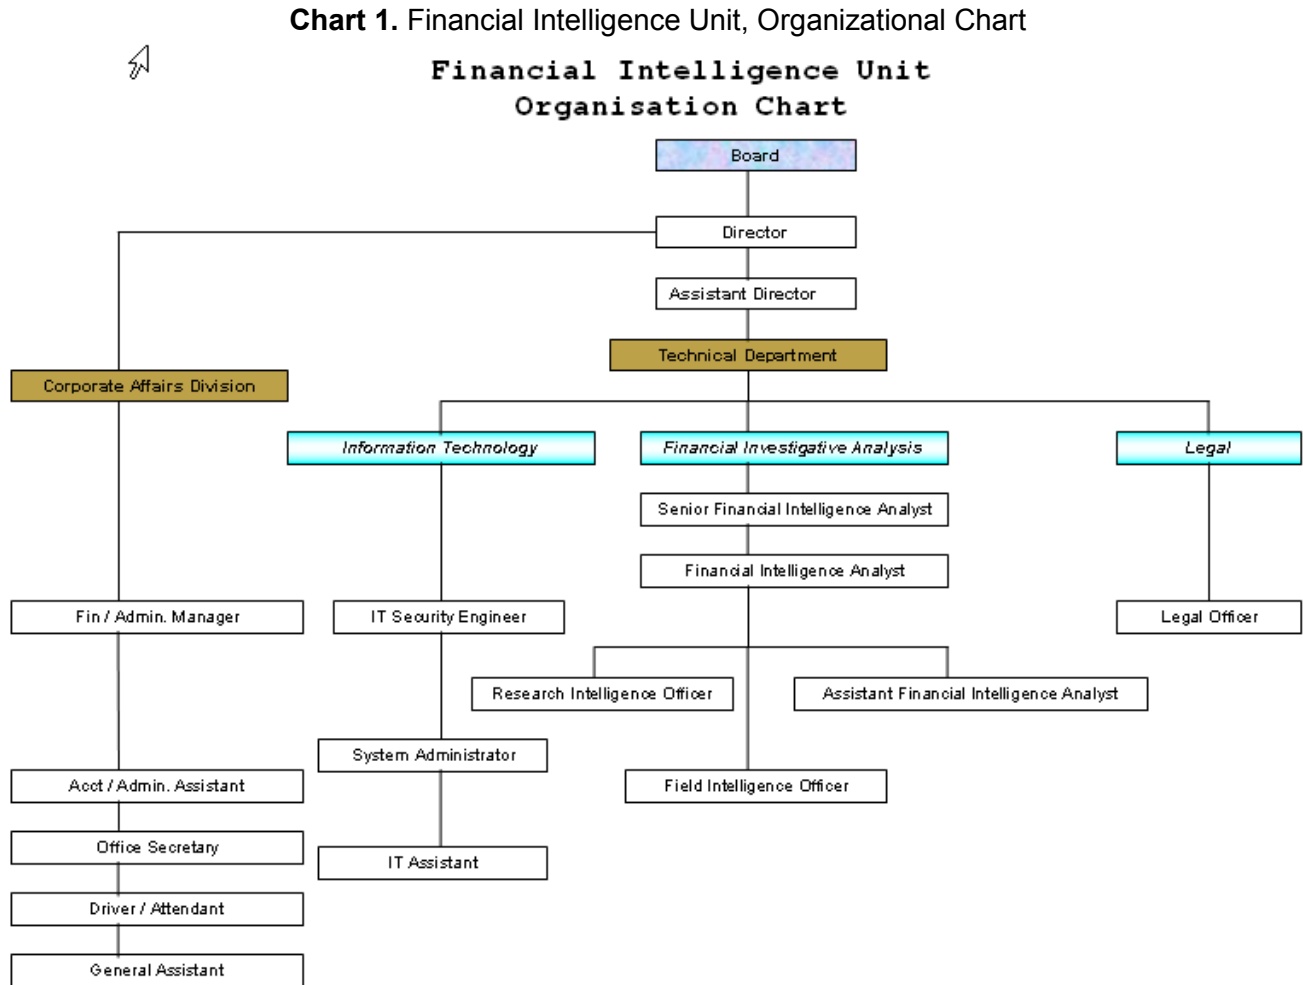 Chart 1. Financial Intelligence Unit, Organizational Chart
Financial Intelligence Unit
Organisation Chart
Board
Director
Assistant Director
Technical Department
Corporate Affairs Division
Information Technology
Financial Investigative Analysis
Legal
Senior Financial Intelligence Analyst
Financial Intelligence Analyst
Fin / Admin. Manager
IT Security Engineer
Legal Officer
Research Intelligence Officer
Assistant Financial Intelligence Analyst
System Administrator
Acct / Admin. Assistant
Field Intelligence Officer
Office Secretary
IT Assistant
Driver / Attendant
General Assistant